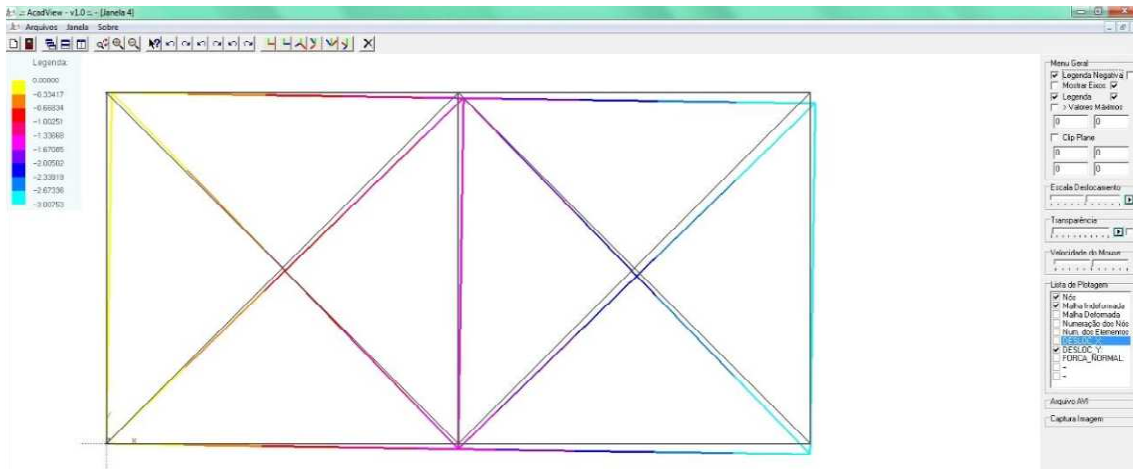 AcadView - v1.0 :: - [Janela 4]
Arquivos Janela Sobre
Legenda:
0.00000
-0.33417
-0.66834
-1.00251
-1.33668
-1.67085
-2.00502
-2.33918
-2.67336
-3.00753
Menu Geral
Legenda Negativa
Mostrar Eixos
Legenda
> Valores Máximos
0 0
Clip Plane
0 0
0 0
Escala Deslocamento
Transparência
Velocidade do Mouse
Lista de Plotagem
Nós
Malha Indeformada
Malha Deformada
Numeração dos Nós
Num. dos Elementos
DESLOC_X:
DESLOC_Y:
FORCA_NORMAL:
--
--
Arquivo AVI
Captura Imagem